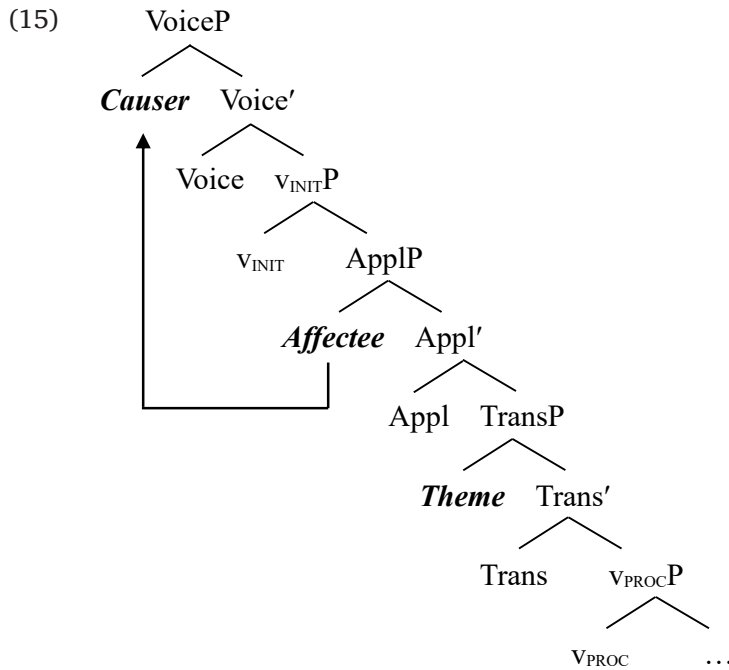 (15) VoiceP
Causer Voice′
Voice vINITP
vINIT ApplP
Affectee Appl′
Appl TransP
Theme Trans′
Trans vPROCP
vPROC …